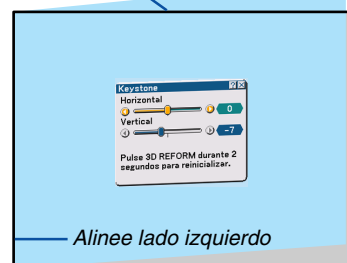 Keystone
Horizontal
0
Vertical
-7
Pulse 3D REFORM durante 2
segundos para reinicializar.
Alinee lado izquierdo